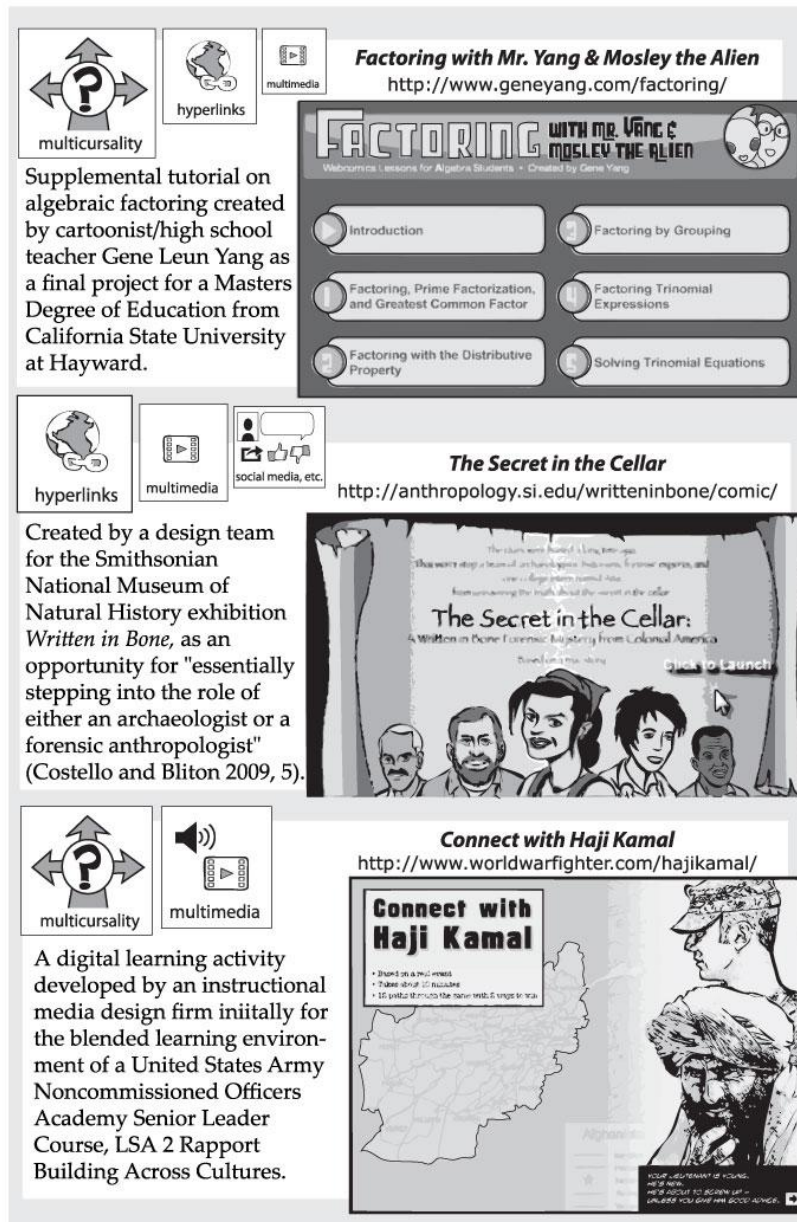 multicursality
hyperlinks
multimedia
Factoring with Mr. Yang & Mosley the Alien
http://www.geneyang.com/factoring/
Supplemental tutorial on
algebraic factoring created
by cartoonist/high school
teacher Gene Leun Yang as
a final project for a Masters
Degree of Education from
California State University
at Hayward.
FACTORING WITH MR. YANG &
MOSLEY THE ALIEN
Webcomics Lessons for Algebra Students • Created by Gene Yang
Introduction
1 Factoring, Prime Factorization,
and Greatest Common Factor
2 Factoring with the Distributive
Property
3 Factoring by Grouping
4 Factoring Trinomial
Expressions
5 Solving Trinomial Equations
hyperlinks
multimedia
social media, etc.
The Secret in the Cellar
http://anthropology.si.edu/writteninbone/comic/
Created by a design team
for the Smithsonian
National Museum of
Natural History exhibition
Written in Bone, as an
opportunity for "essentially
stepping into the role of
either an archaeologist or a
forensic anthropologist"
(Costello and Bliton 2009, 5).
The Secret in the Cellar:
A Written in Bone Forensic Mystery from Colonial America
Based on a true story
Click to Launch
multicursality
multimedia
Connect with Haji Kamal
http://www.worldwarfighter.com/hajikamal/
A digital learning activity
developed by an instructional
media design firm iniitally for
the blended learning environ-
ment of a United States Army
Noncommissioned Officers
Academy Senior Leader
Course, LSA 2 Rapport
Building Across Cultures.
Connect with
Haji Kamal
• Based on a real event
• Takes about 10 minutes
Afghanistan
YOUR LIEUTENANT IS YOUNG.
HE'S NEW.
HE'S ABOUT TO SCREW UP –
UNLESS YOU GIVE HIM GOOD ADVICE.